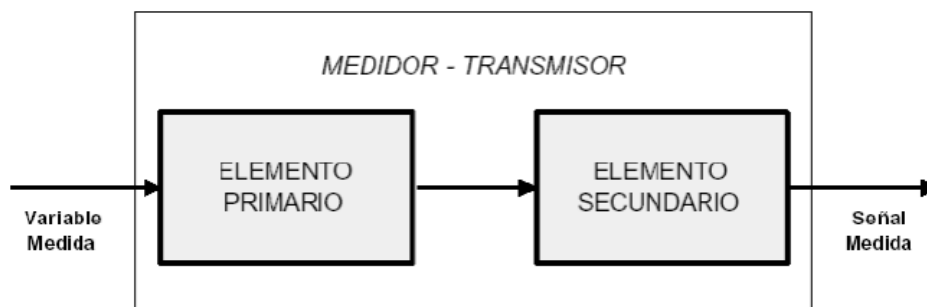 MEDIDOR - TRANSMISOR
ELEMENTO
PRIMARIO
ELEMENTO
SECUNDARIO
Variable
Medida
Señal
Medida